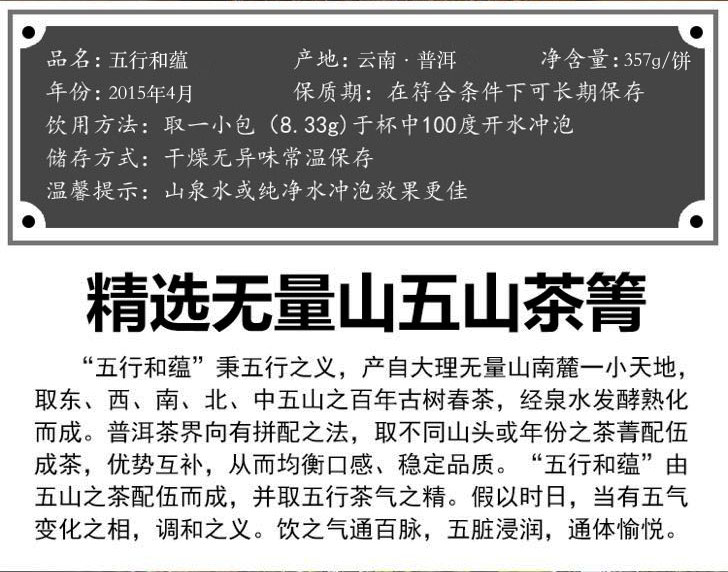 品名：五行和蕴 产地：云南·普洱 净含量：357g/饼
年份：2015年4月 保质期：在符合条件下可长期保存
饮用方法：取一小包（8.33g)于杯中100度开水冲泡
储存方式：干燥无异味常温保存
温馨提示：山泉水或纯净水冲泡效果更佳
精选无量山五山茶箐
“五行和蕴”秉五行之义，产自大理无量山南麓一小天地，
取东、西、南、北、中五山之百年古树春茶，经泉水发酵熟化
而成。普洱茶界向有拼配之法，取不同山头或年份之茶菁配伍
成茶，优势互补，从而均衡口感、稳定品质。“五行和蕴”由
五山之茶配伍而成，并取五行茶气之精。假以时日，当有五气
变化之相，调和之义。饮之气通百脉，五脏浸润，通体愉悦。